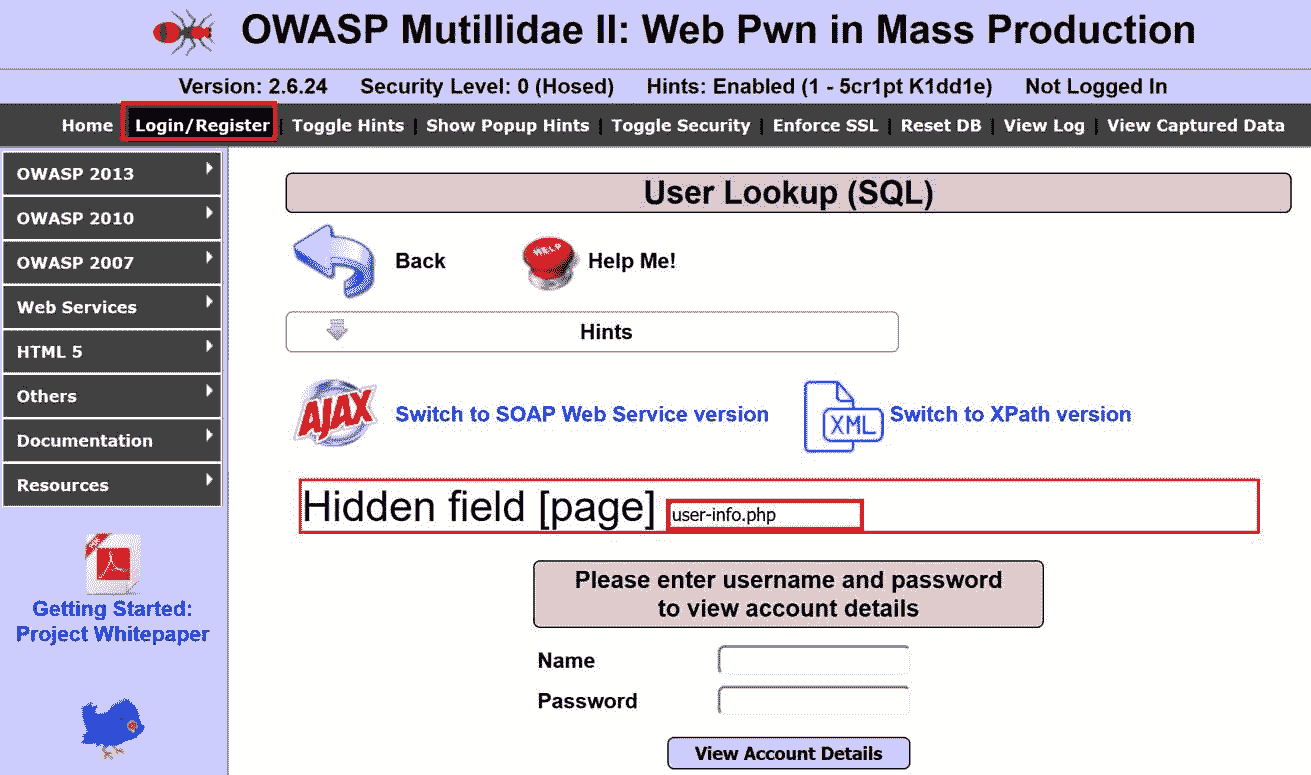 OWASP Mutillidae II: Web Pwn in Mass Production
Version: 2.6.24 Security Level: 0 (Hosed) Hints: Enabled (1 - 5cr1pt K1dd1e) Not Logged In
Home Login/Register Toggle Hints Show Popup Hints Toggle Security Enforce SSL Reset DB View Log View Captured Data
OWASP 2013
OWASP 2010
OWASP 2007
Web Services
HTML 5
Others
Documentation
Resources
Getting Started:
Project Whitepaper
User Lookup (SQL)
Back
HELP
Help Me!
Hints
AJAX
Switch to SOAP Web Service version
XML
Switch to XPath version
Hidden field [page] user-info.php
Please enter username and password
to view account details
Name
Password
View Account Details